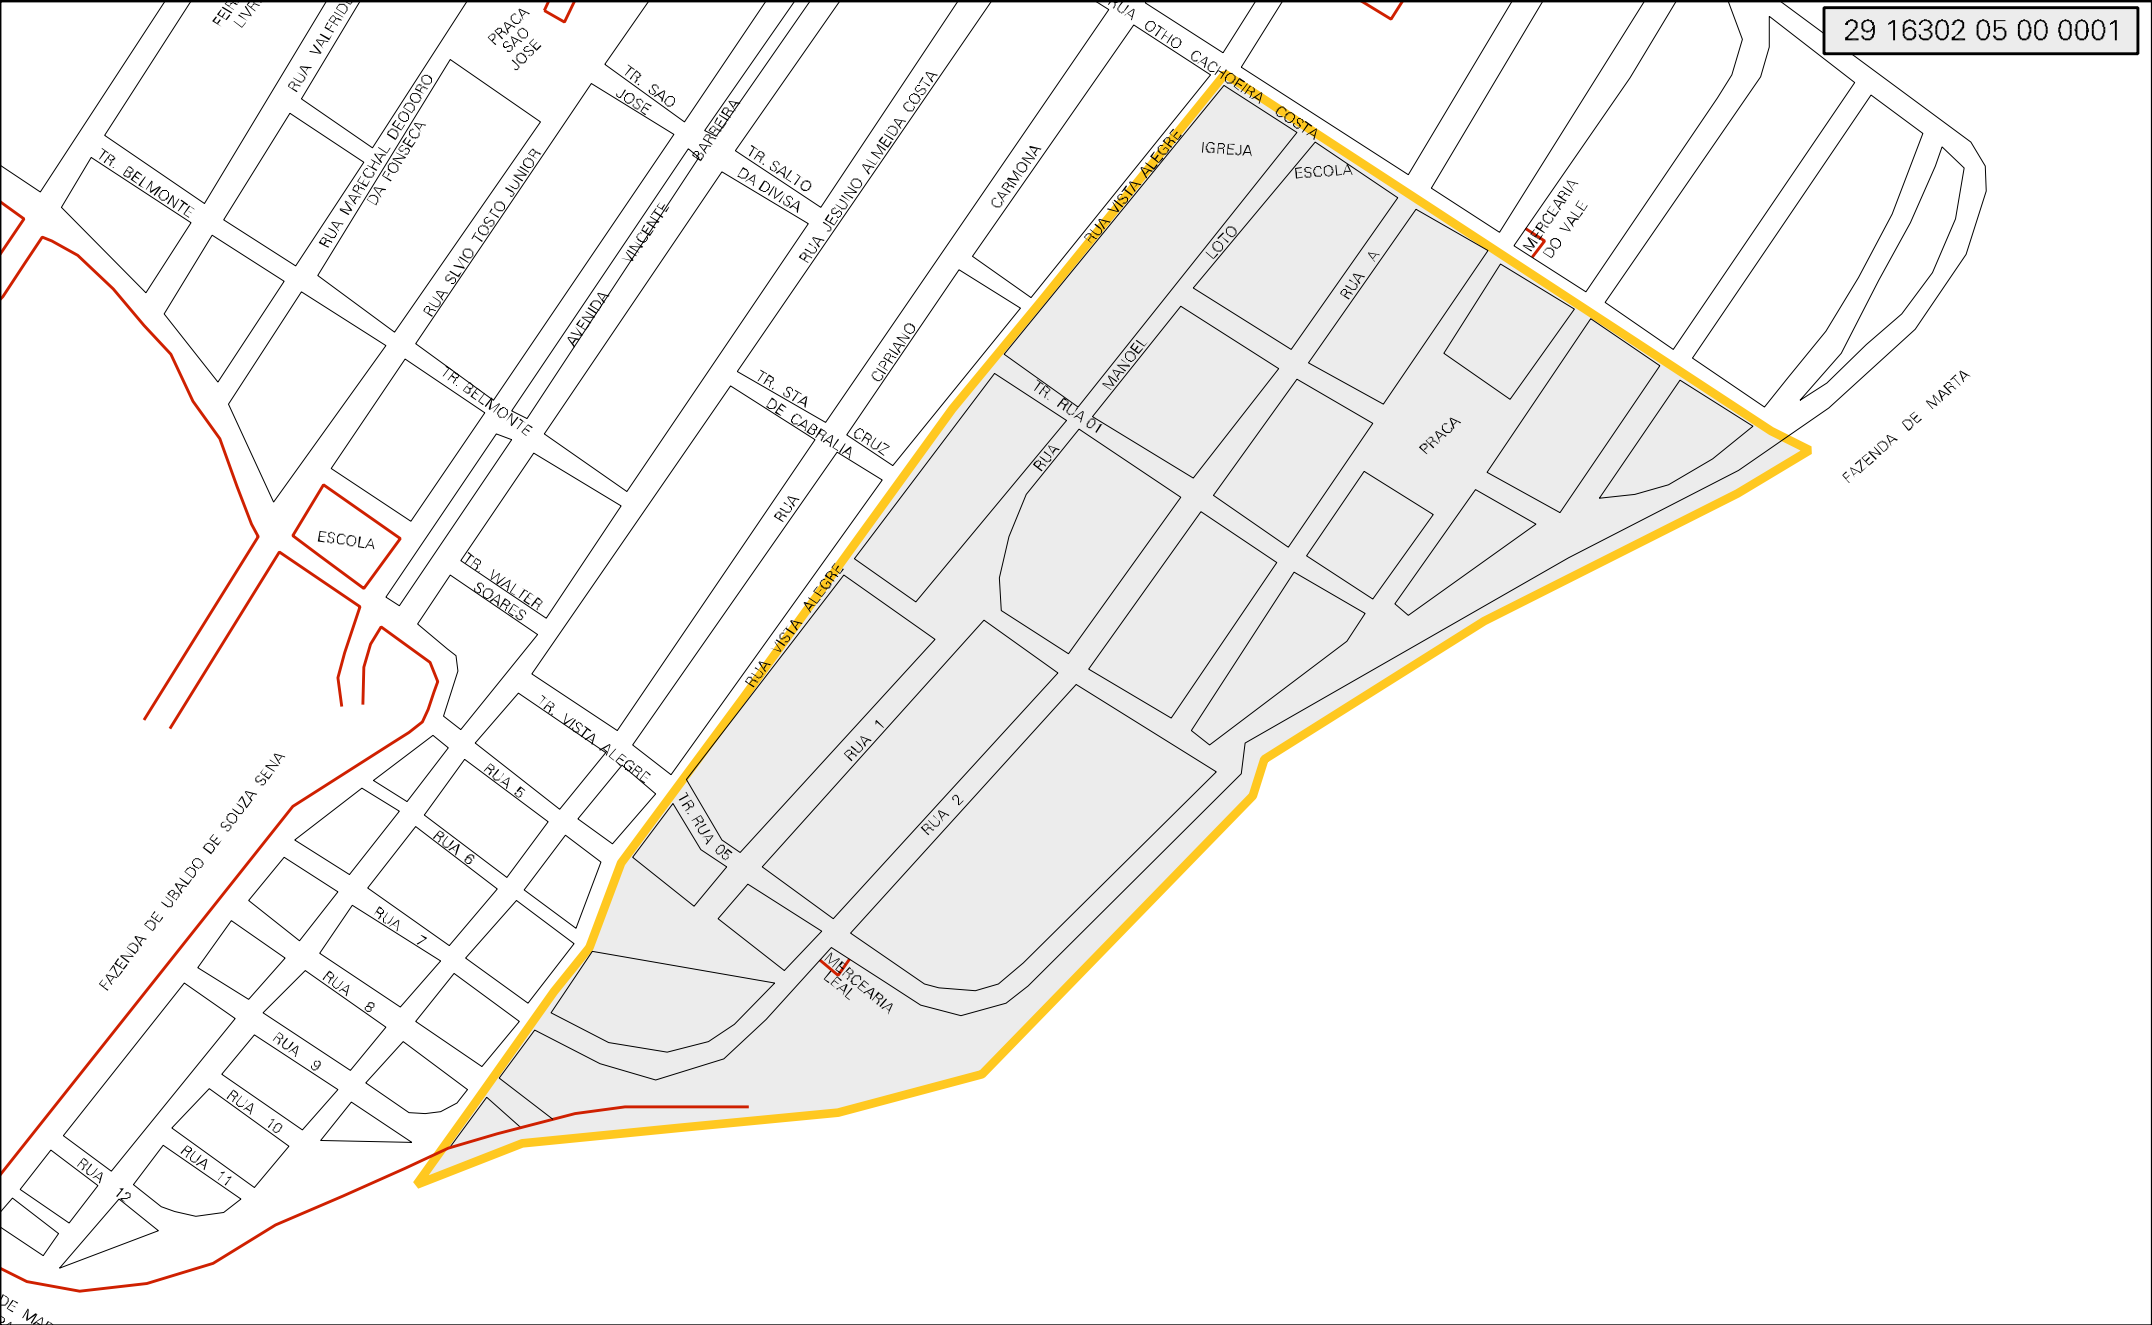 29 16302 05 00 0001
RUA OTHO CACHOEIRA COSTA
PRACA
SAO
JOSE
TR. SAO
JOSE
RUA MARECHAL DEODORO
DA FONSECA
TR. BELMONTE
RUA SLVIO TOSTO JUNIOR
AVENIDA VINCENTE BARREIRA
TR. SALTO
DA DIVISA
RUA JESUINO ALMEIDA COSTA
RUA CIPRIANO CARMONA
RUA VISTA ALEGRE
IGREJA
ESCOLA
RUA MANOEL LOTO
RUA A
MERCEARIA
DO VALE
FAZENDA DE MARTA
PRACA
TR. RUA 01
TR. STA CRUZ
DE CABRALIA
TR. BELMONTE
ESCOLA
TR. WALTER
SOARES
RUA VISTA ALEGRE
TR. VISTA ALEGRE
RUA 1
RUA 2
TR. RUA 05
RUA 5
RUA 6
RUA 7
RUA 8
RUA 9
RUA 10
RUA 11
RUA 12
FAZENDA DE UBALDO DE SOUZA SENA
MERCEARIA
LEAL